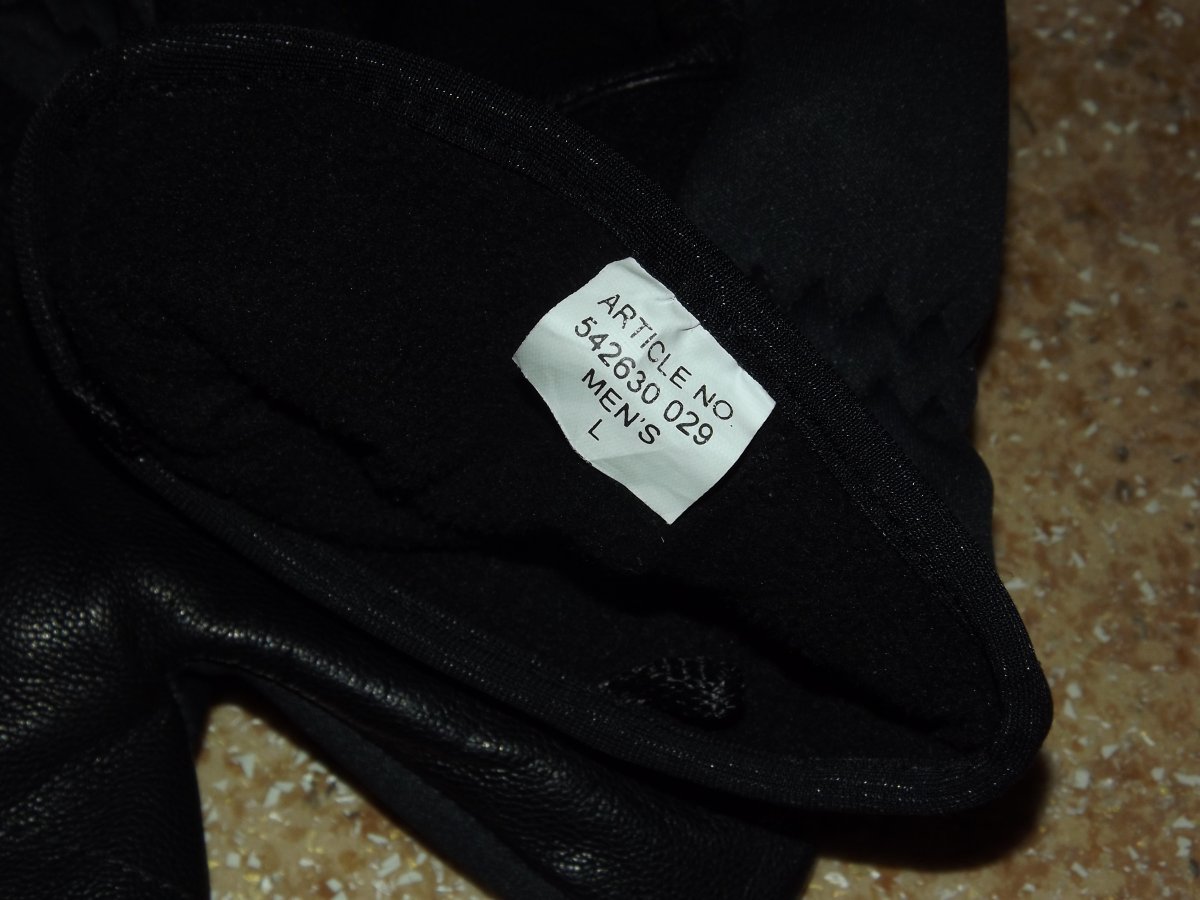 ARTICLE NO.
542630 029
MEN'S
L